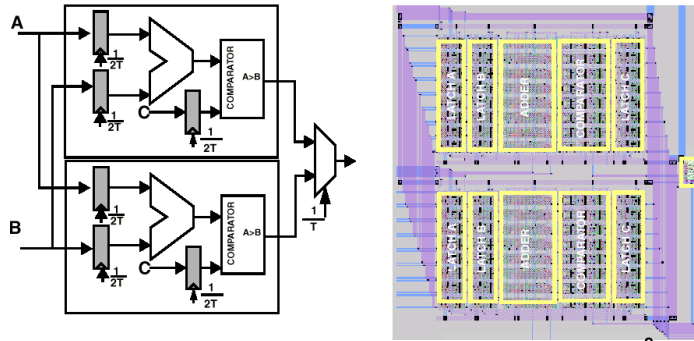 A
1
2T
1
2T
COMPARATOR
A>B
C
1
2T
1
T
B
1
2T
1
2T
COMPARATOR
A>B
C
1
2T
LATCH A
LATCH B
ADDER
COMPARATOR
LATCH C
LATCH A
LATCH B
ADDER
COMPARATOR
LATCH C